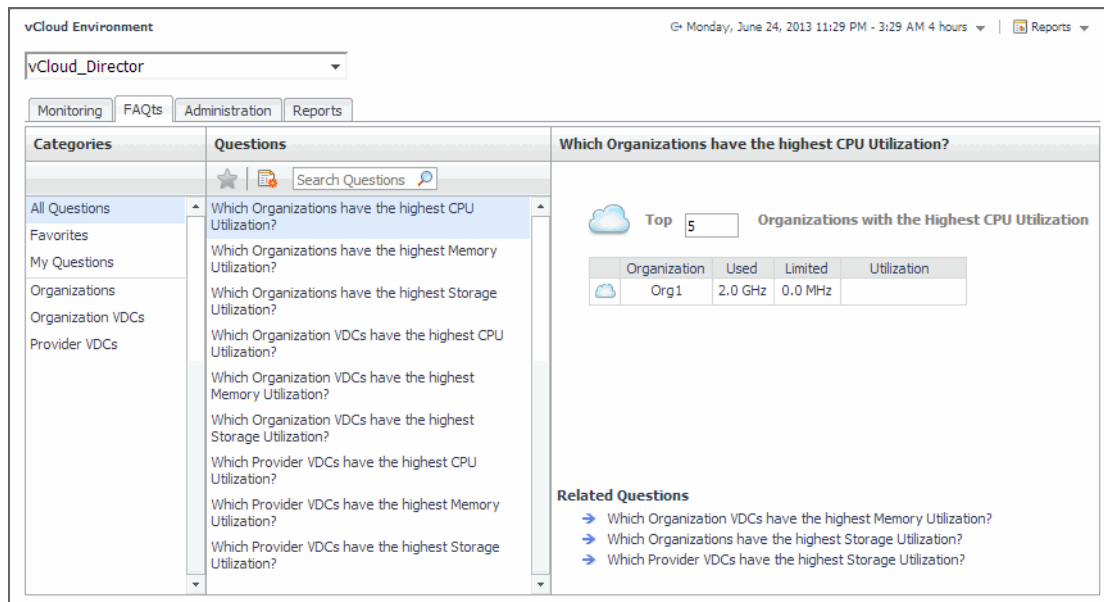 vCloud Environment
Monday, June 24, 2013 11:29 PM - 3:29 AM 4 hours
Reports
vCloud_Director
Monitoring
FAQts
Administration
Reports
Categories
All Questions
Favorites
My Questions
Organizations
Organization VDCs
Provider VDCs
Questions
Search Questions
Which Organizations have the highest CPU
Utilization?
Which Organizations have the highest Memory
Utilization?
Which Organizations have the highest Storage
Utilization?
Which Organization VDCs have the highest CPU
Utilization?
Which Organization VDCs have the highest
Memory Utilization?
Which Organization VDCs have the highest
Storage Utilization?
Which Provider VDCs have the highest CPU
Utilization?
Which Provider VDCs have the highest Memory
Utilization?
Which Provider VDCs have the highest Storage
Utilization?
Which Organizations have the highest CPU Utilization?
Top 5 Organizations with the Highest CPU Utilization
Organization Used Limited Utilization
Org1 2.0 GHz 0.0 MHz
Related Questions
Which Organization VDCs have the highest Memory Utilization?
Which Organizations have the highest Storage Utilization?
Which Provider VDCs have the highest Storage Utilization?